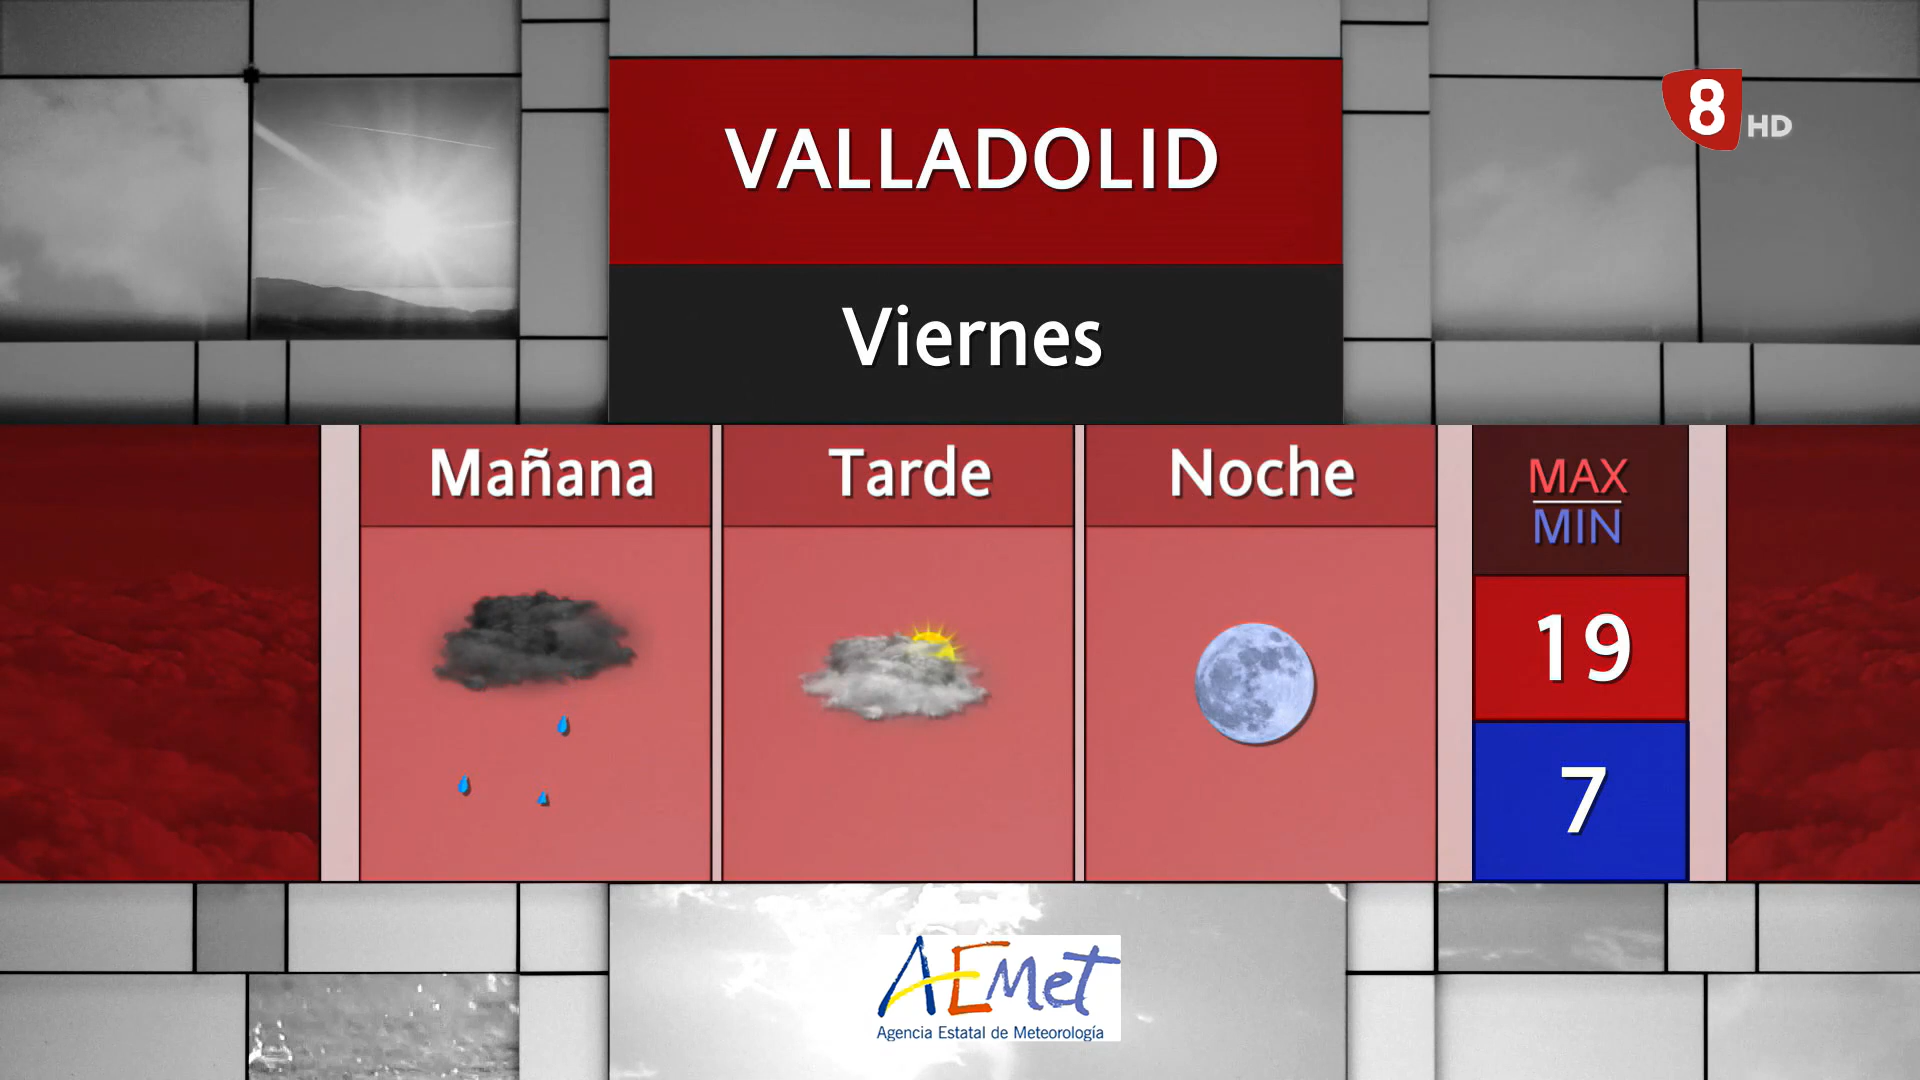 8 HD
VALLADOLID
Viernes
Mañana
Tarde
Noche
MAX
MIN
19
7
AEMet
Agencia Estatal de Meteorología